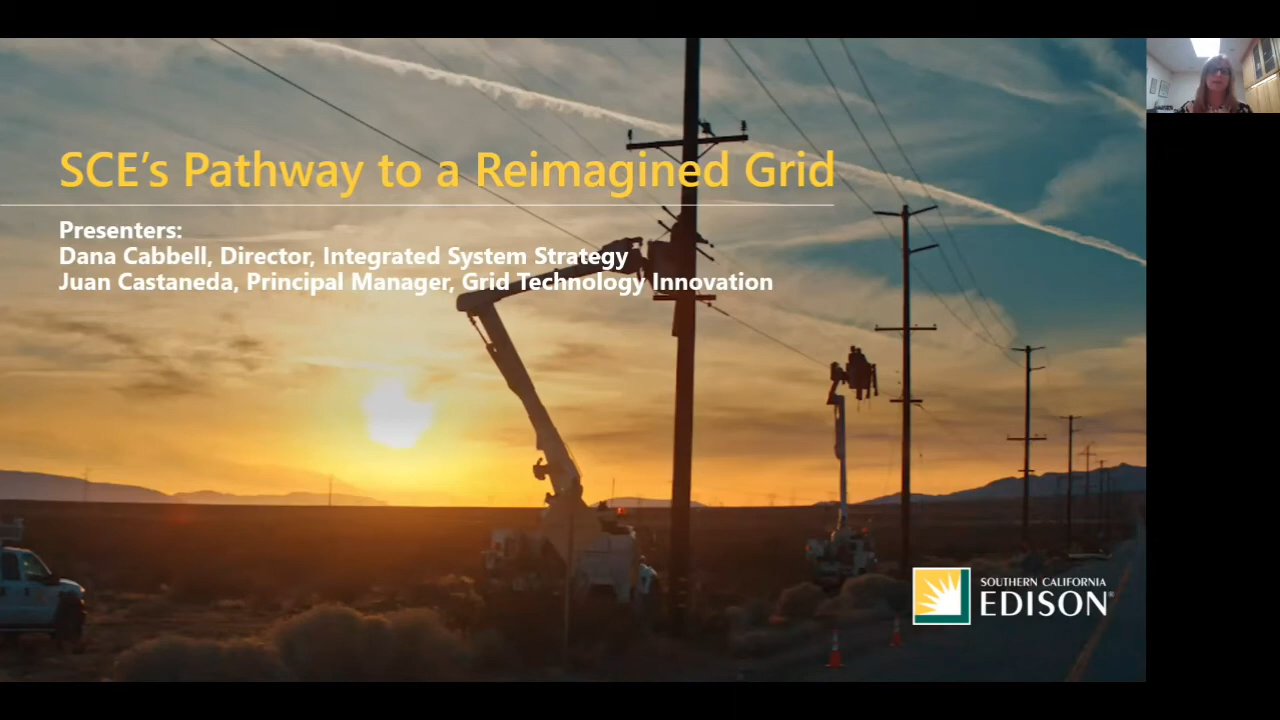 SCE's Pathway to a Reimagined Grid
Presenters:
Dana Cabbell, Director, Integrated System Strategy
Juan Castaneda, Principal Manager, Grid Technology Innovation
SOUTHERN CALIFORNIA
EDISON®